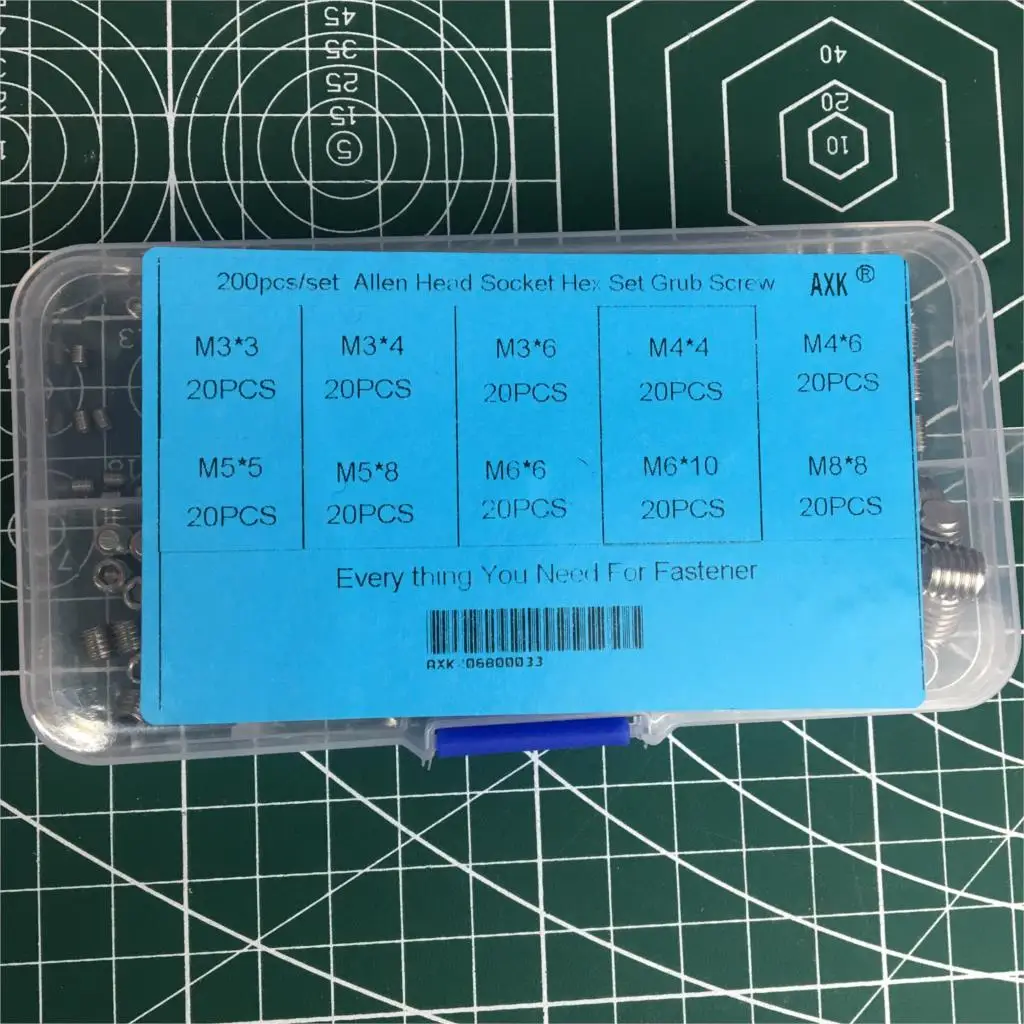 45
35
25
15
5
40
20
10
200pcs/set Allen Head Socket Hex Set Grub Screw AXK®
M3*3 M3*4 M3*6 M4*4 M4*6
20PCS 20PCS 20PCS 20PCS 20PCS
M5*5 M5*8 M6*6 M6*10 M8*8
20PCS 20PCS 20PCS 20PCS 20PCS
Every thing You Need For Fastener
AXK-06800033